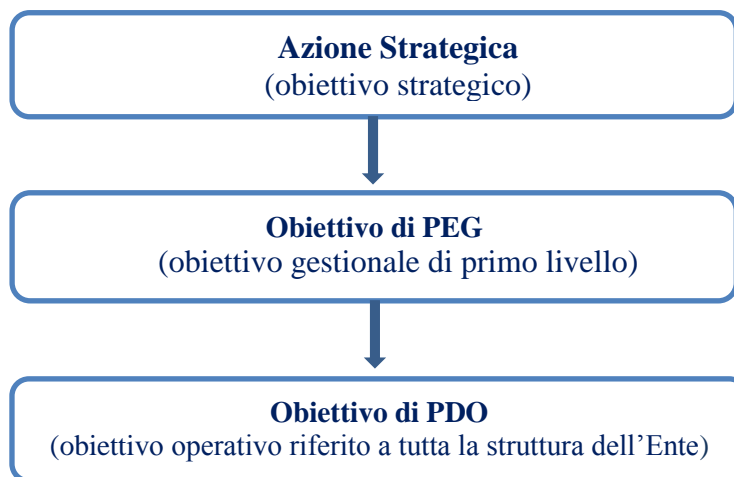 Azione Strategica
(obiettivo strategico)
Obiettivo di PEG
(obiettivo gestionale di primo livello)
Obiettivo di PDO
(obiettivo operativo riferito a tutta la struttura dell’Ente)